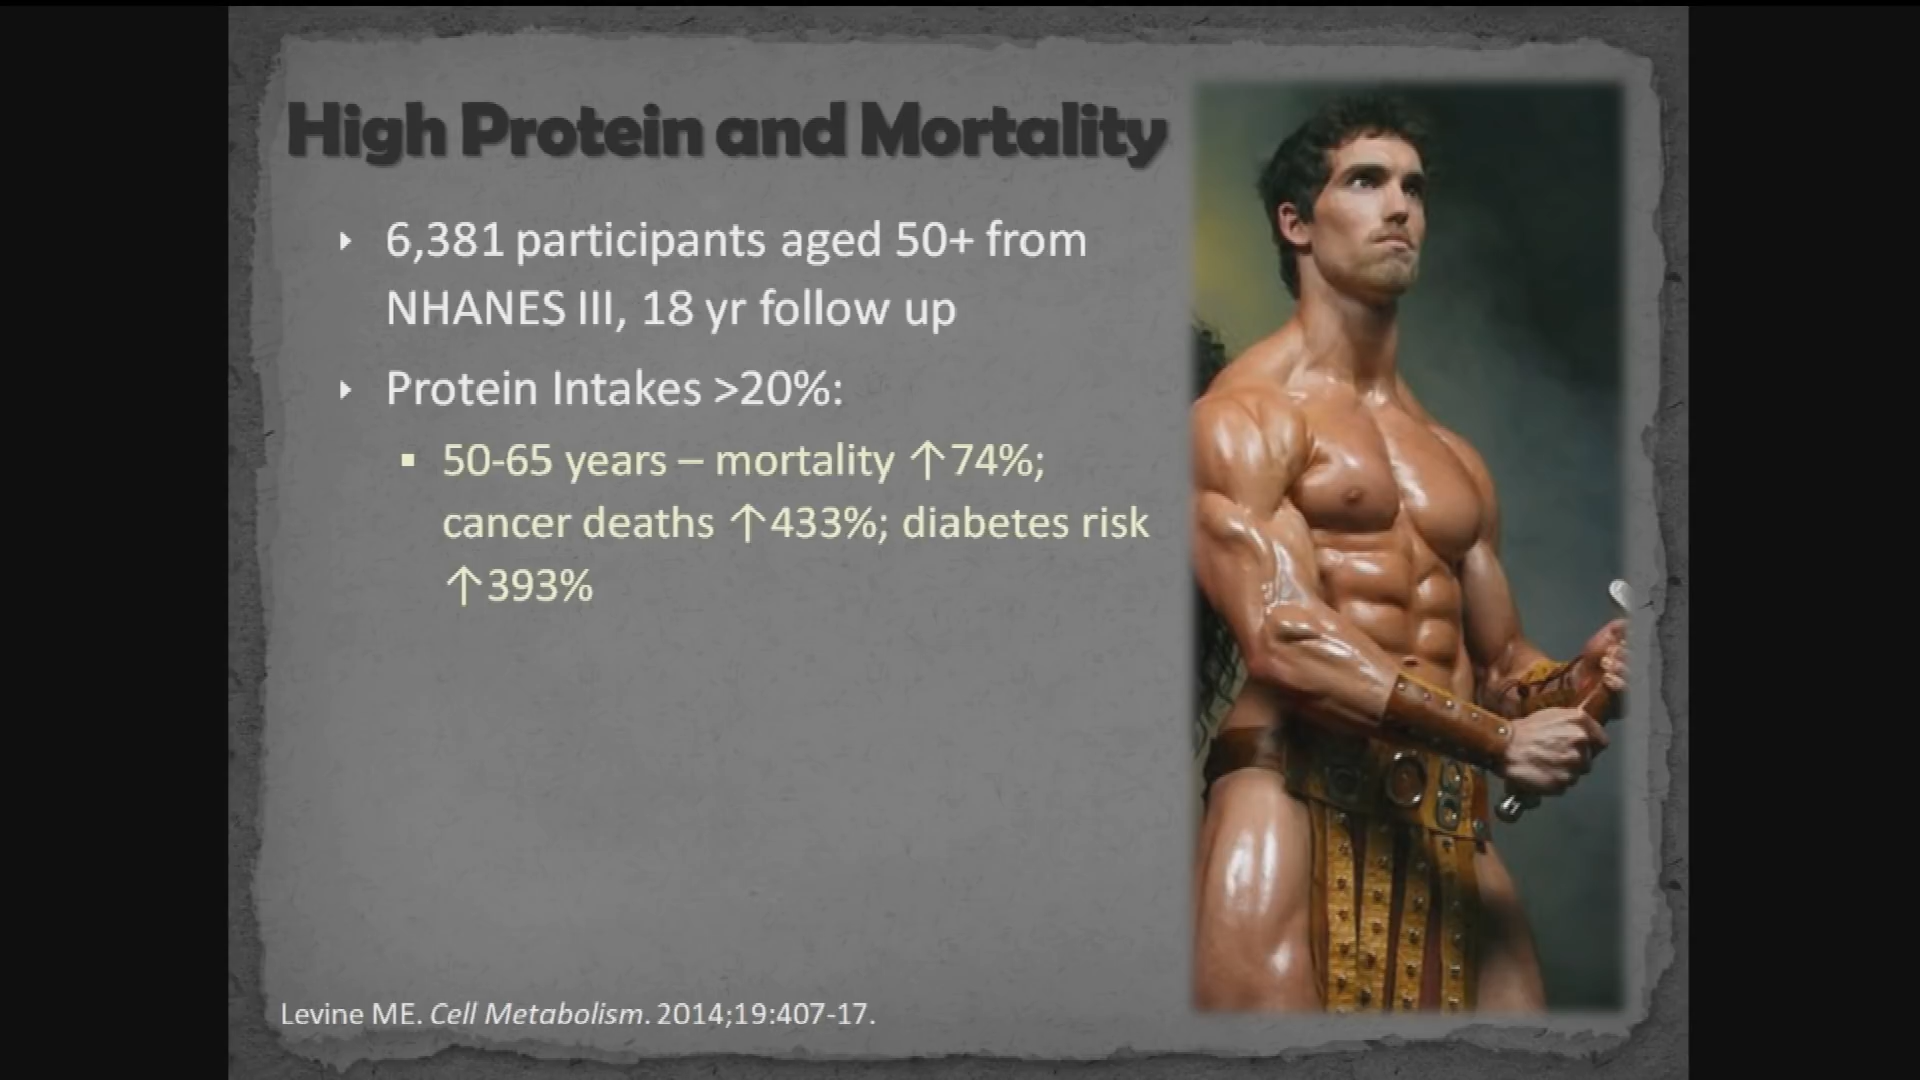 High Protein and Mortality
6,381 participants aged 50+ from
NHANES III, 18 yr follow up
Protein Intakes >20%:
50-65 years – mortality ↑74%;
cancer deaths ↑433%; diabetes risk
↑393%
Levine ME. Cell Metabolism. 2014;19:407-17.